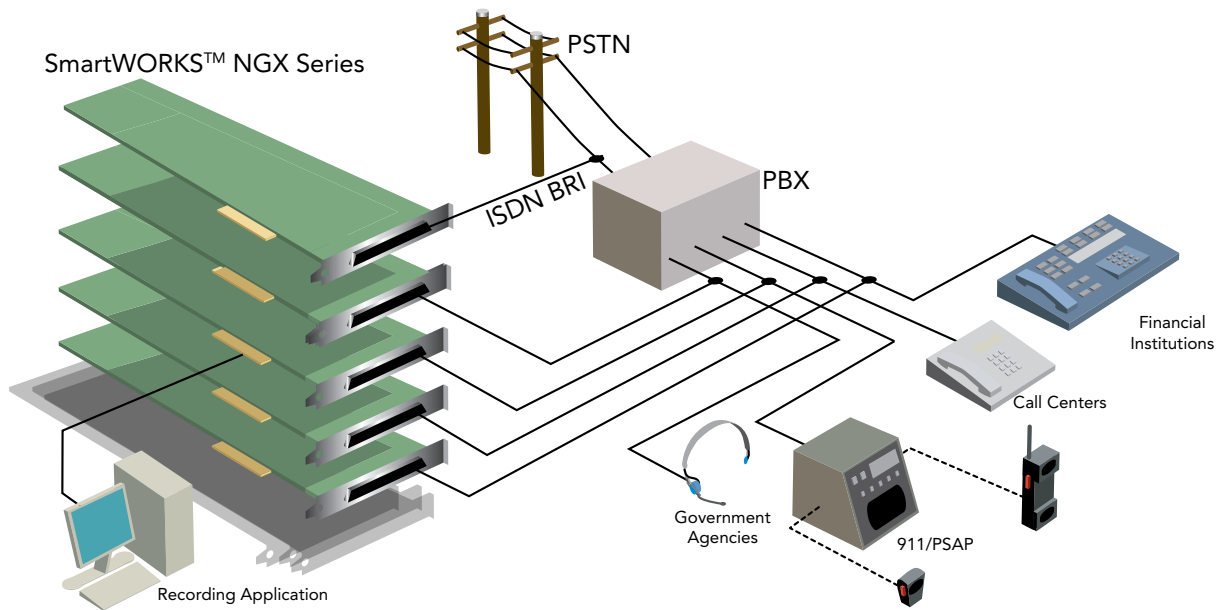 SmartWORKS™ NGX Series
PSTN
ISDN BRI
PBX
Financial
Institutions
Call Centers
Government
Agencies
911/PSAP
Recording Application